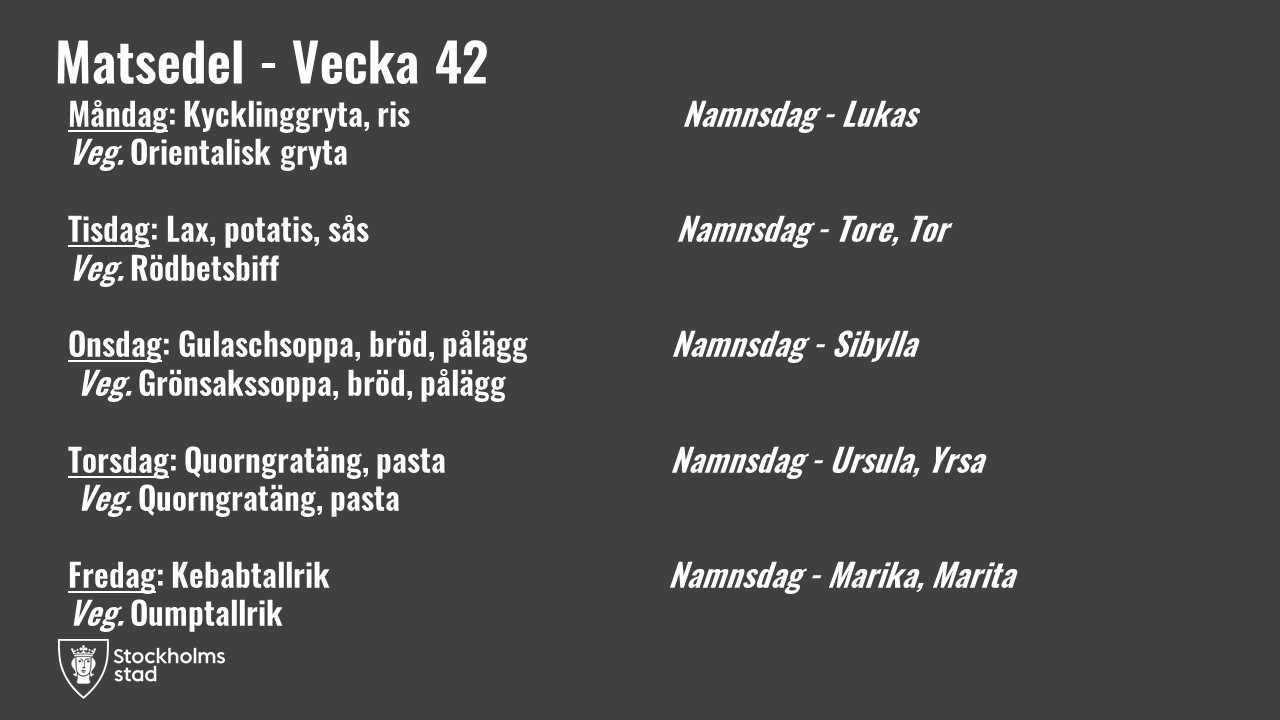 Matsedel - Vecka 42
Måndag: Kycklinggryta, ris
Namnsdag - Lukas
Veg. Orientalisk gryta
Tisdag: Lax, potatis, sås
Namnsdag - Tore, Tor
Veg. Rödbetsbiff
Onsdag: Gulaschsoppa, bröd, pålägg
Namnsdag - Sibylla
Veg. Grönsakssoppa, bröd, pålägg
Torsdag: Quorngratäng, pasta
Namnsdag - Ursula, Yrsa
Veg. Quorngratäng, pasta
Fredag: Kebabtallrik
Namnsdag - Marika, Marita
Veg. Oumptallrik
Stockholms
stad